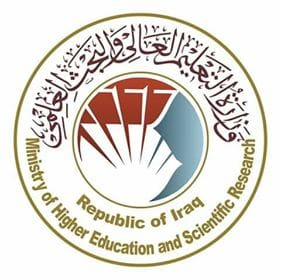 وزارة التعليم العالي والبحث العلمي
Republic of Iraq
Ministry of Higher Education and Scientific Research